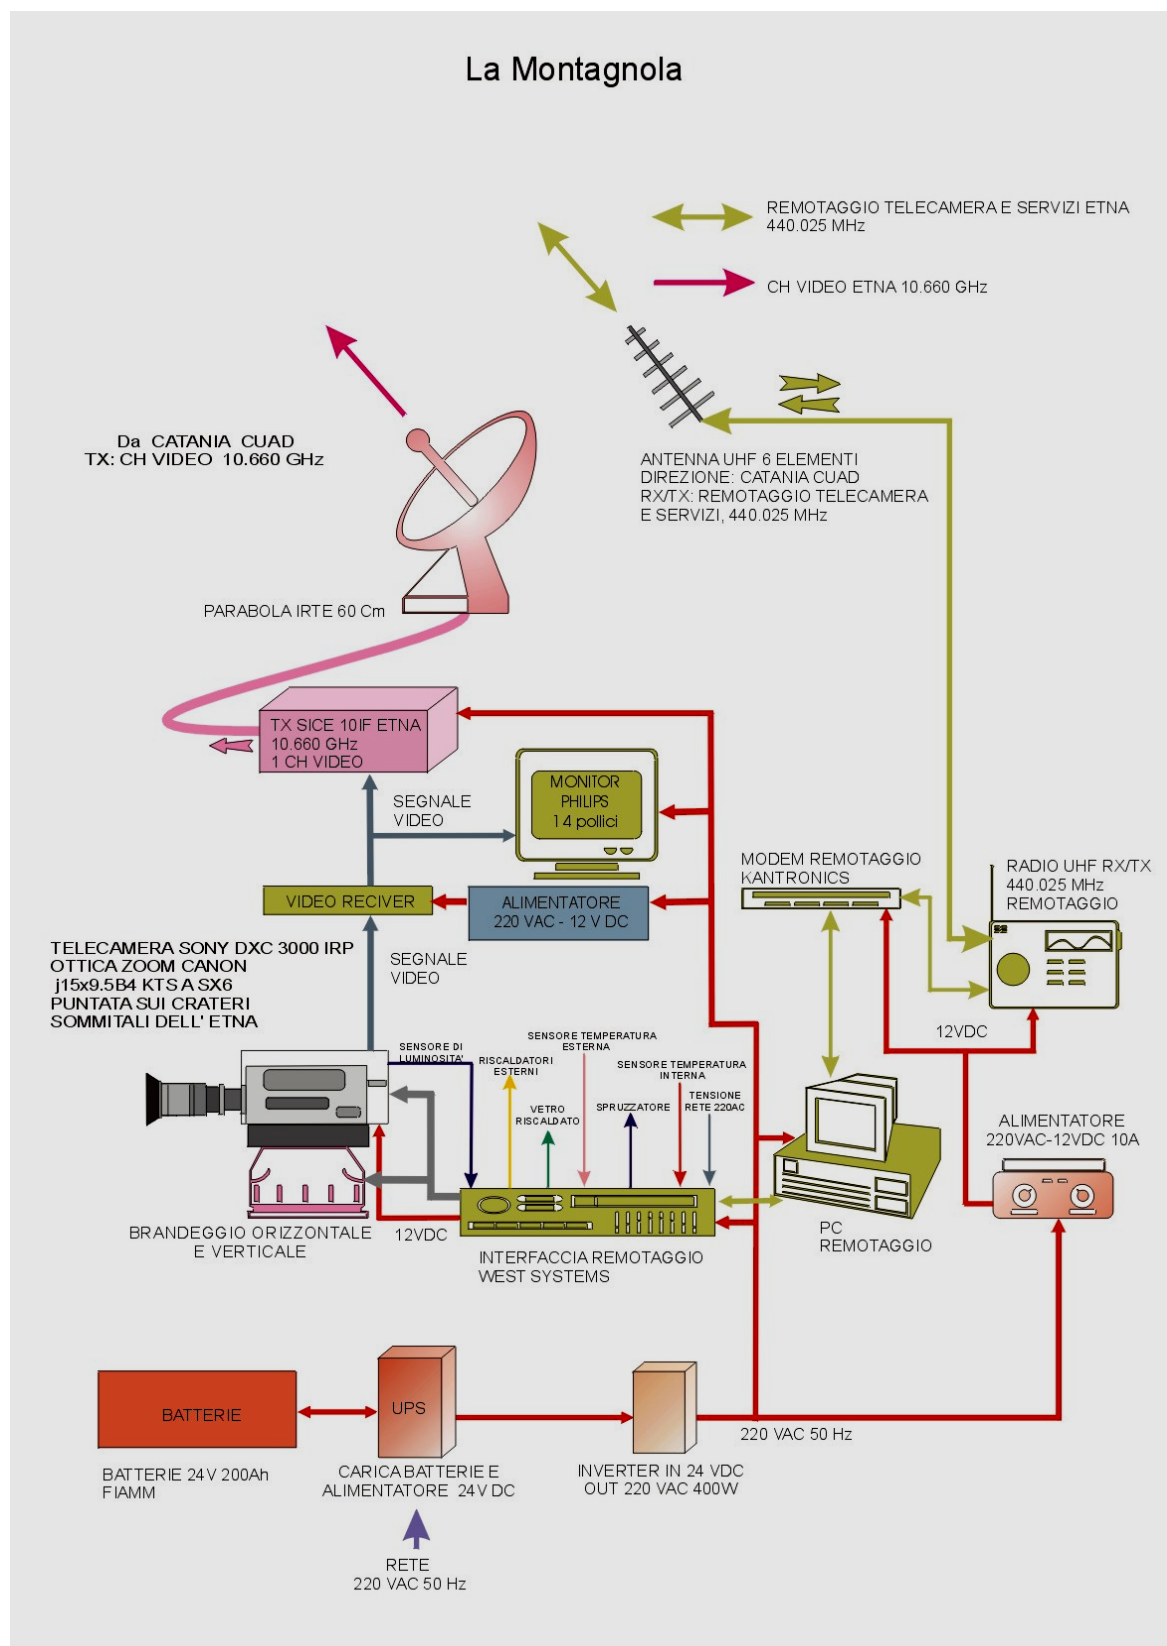 La Montagnola
REMOTAGGIO TELECAMERA E SERVIZI ETNA
440.025 MHz
CH VIDEO ETNA 10.660 GHz
Da CATANIA CUAD
TX: CH VIDEO 10.660 GHz
ANTENNA UHF 6 ELEMENTI
DIREZIONE: CATANIA CUAD
RX/TX: REMOTAGGIO TELECAMERA
E SERVIZI, 440.025 MHz
PARABOLA IRTE 60 Cm
TX SICE 10IF ETNA
10.660 GHz
1 CH VIDEO
MONITOR
PHILIPS
14 pollici
SEGNALE
VIDEO
MODEM REMOTAGGIO
KANTRONICS
RADIO UHF RX/TX
440.025 MHz
REMOTAGGIO
VIDEO RECIVER
ALIMENTATORE
220 VAC - 12 V DC
TELECAMERA SONY DXC 3000 IRP
OTTICA ZOOM CANON
j15x9.5B4 KTS A SX6
PUNTATA SUI CRATERI
SOMMITALI DELL' ETNA
SEGNALE
VIDEO
12VDC
SENSORE DI
LUMINOSITA'
RISCALDATORI
ESTERNI
SENSORE TEMPERATURA
ESTERNA
SENSORE TEMPERATURA
INTERNA
VETRO
RISCALDATO
SPRUZZATORE
TENSIONE
RETE 220AC
ALIMENTATORE
220VAC-12VDC 10A
BRANDEGGIO ORIZZONTALE
E VERTICALE
12VDC
INTERFACCIA REMOTAGGIO
WEST SYSTEMS
PC
REMOTAGGIO
BATTERIE
UPS
220 VAC 50 Hz
BATTERIE 24V 200Ah
FIAMM
CARICA BATTERIE E
ALIMENTATORE 24V DC
INVERTER IN 24 VDC
OUT 220 VAC 400W
RETE
220 VAC 50 Hz